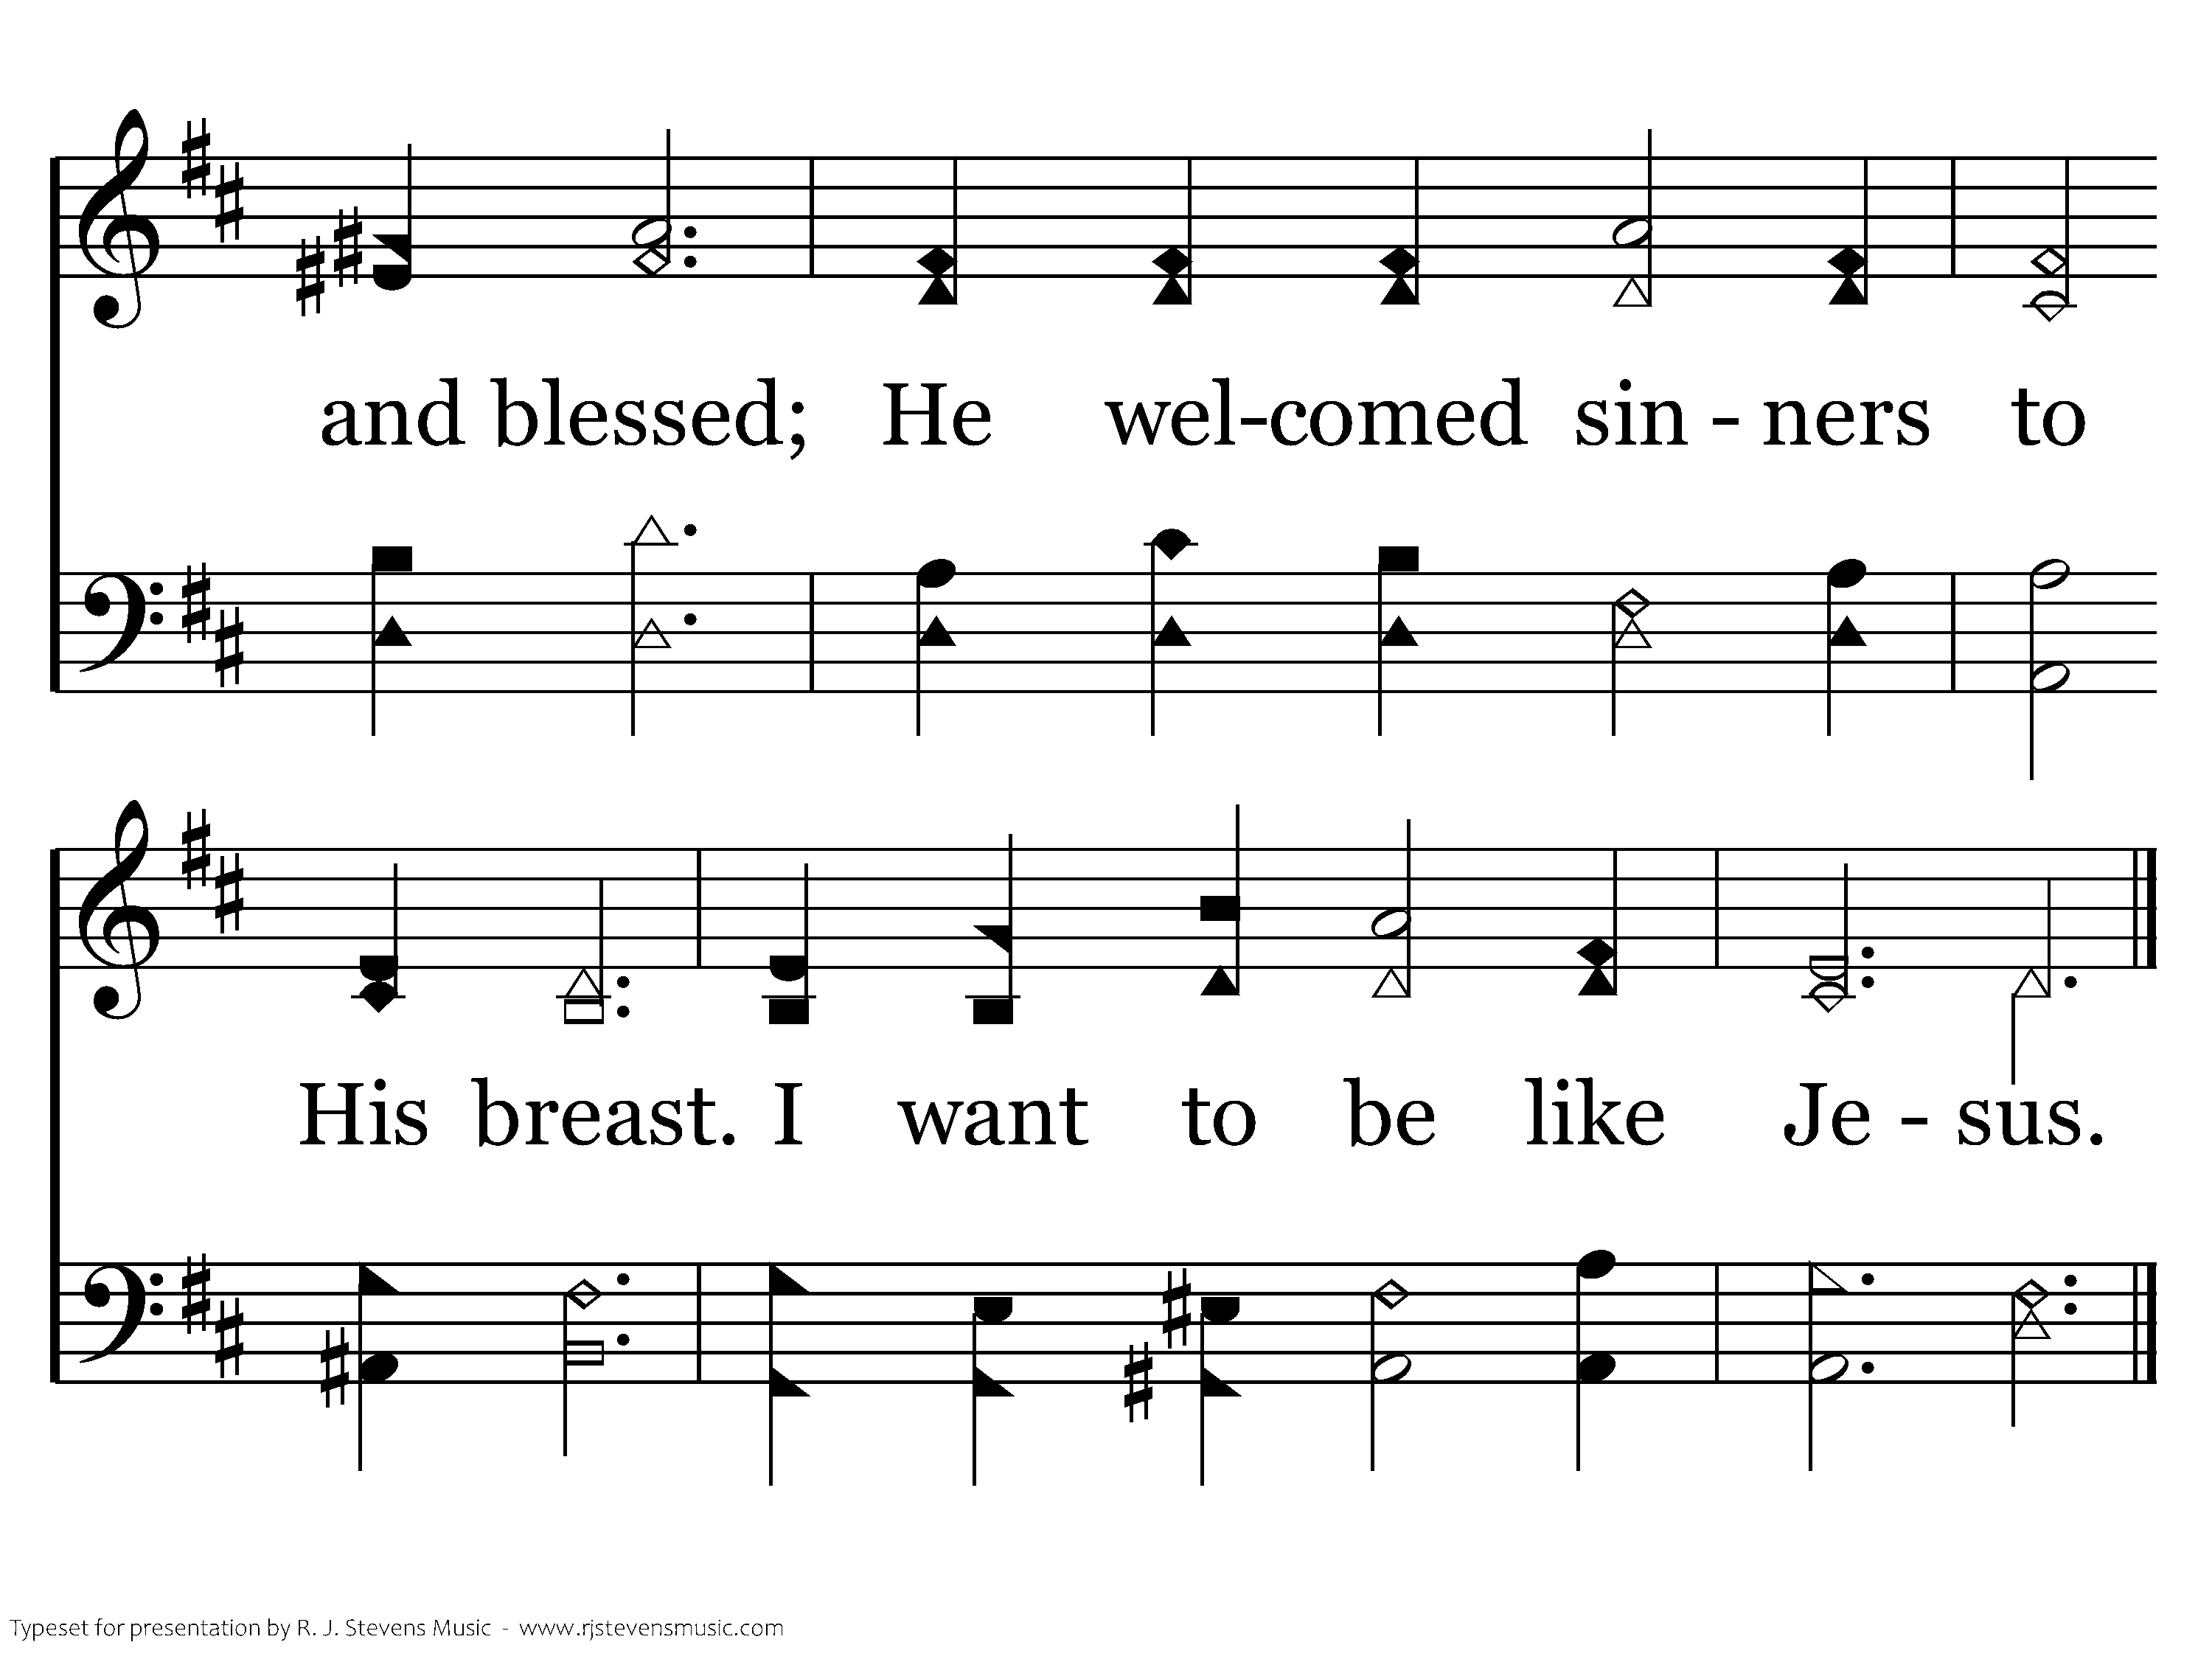 and blessed; He wel-comed sin - ners to
His breast. I want to be like Je - sus.
Typeset for presentation by R. J. Stevens Music - www.rjstevensmusic.com